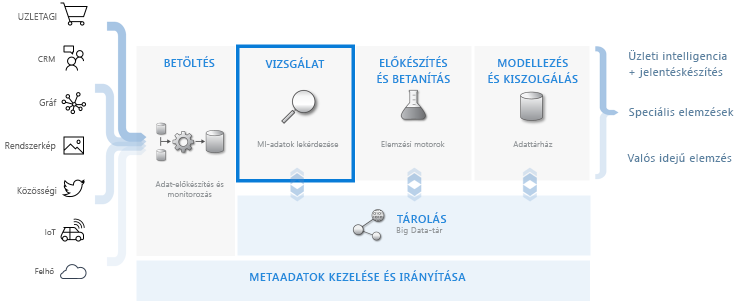 ÜZLETAGI
CRM
Gráf
Rendszerkép
Közösségi
IoT
Felhő
BETÖLTÉS
Adat-előkészítés és
monitorozás
VIZSGÁLAT
MI-adatok lekérdezése
ELŐKÉSZÍTÉS
ÉS BETANÍTÁS
Elemzési motorok
MODELLEZÉS
ÉS KISZOLGÁLÁS
Adattárház
TÁROLÁS
Big Data-tár
METAADATOK KEZELÉSE ÉS IRÁNYÍTÁSA
Üzleti intelligencia
+ jelentéskészítés
Speciális elemzések
Valós idejű elemzés